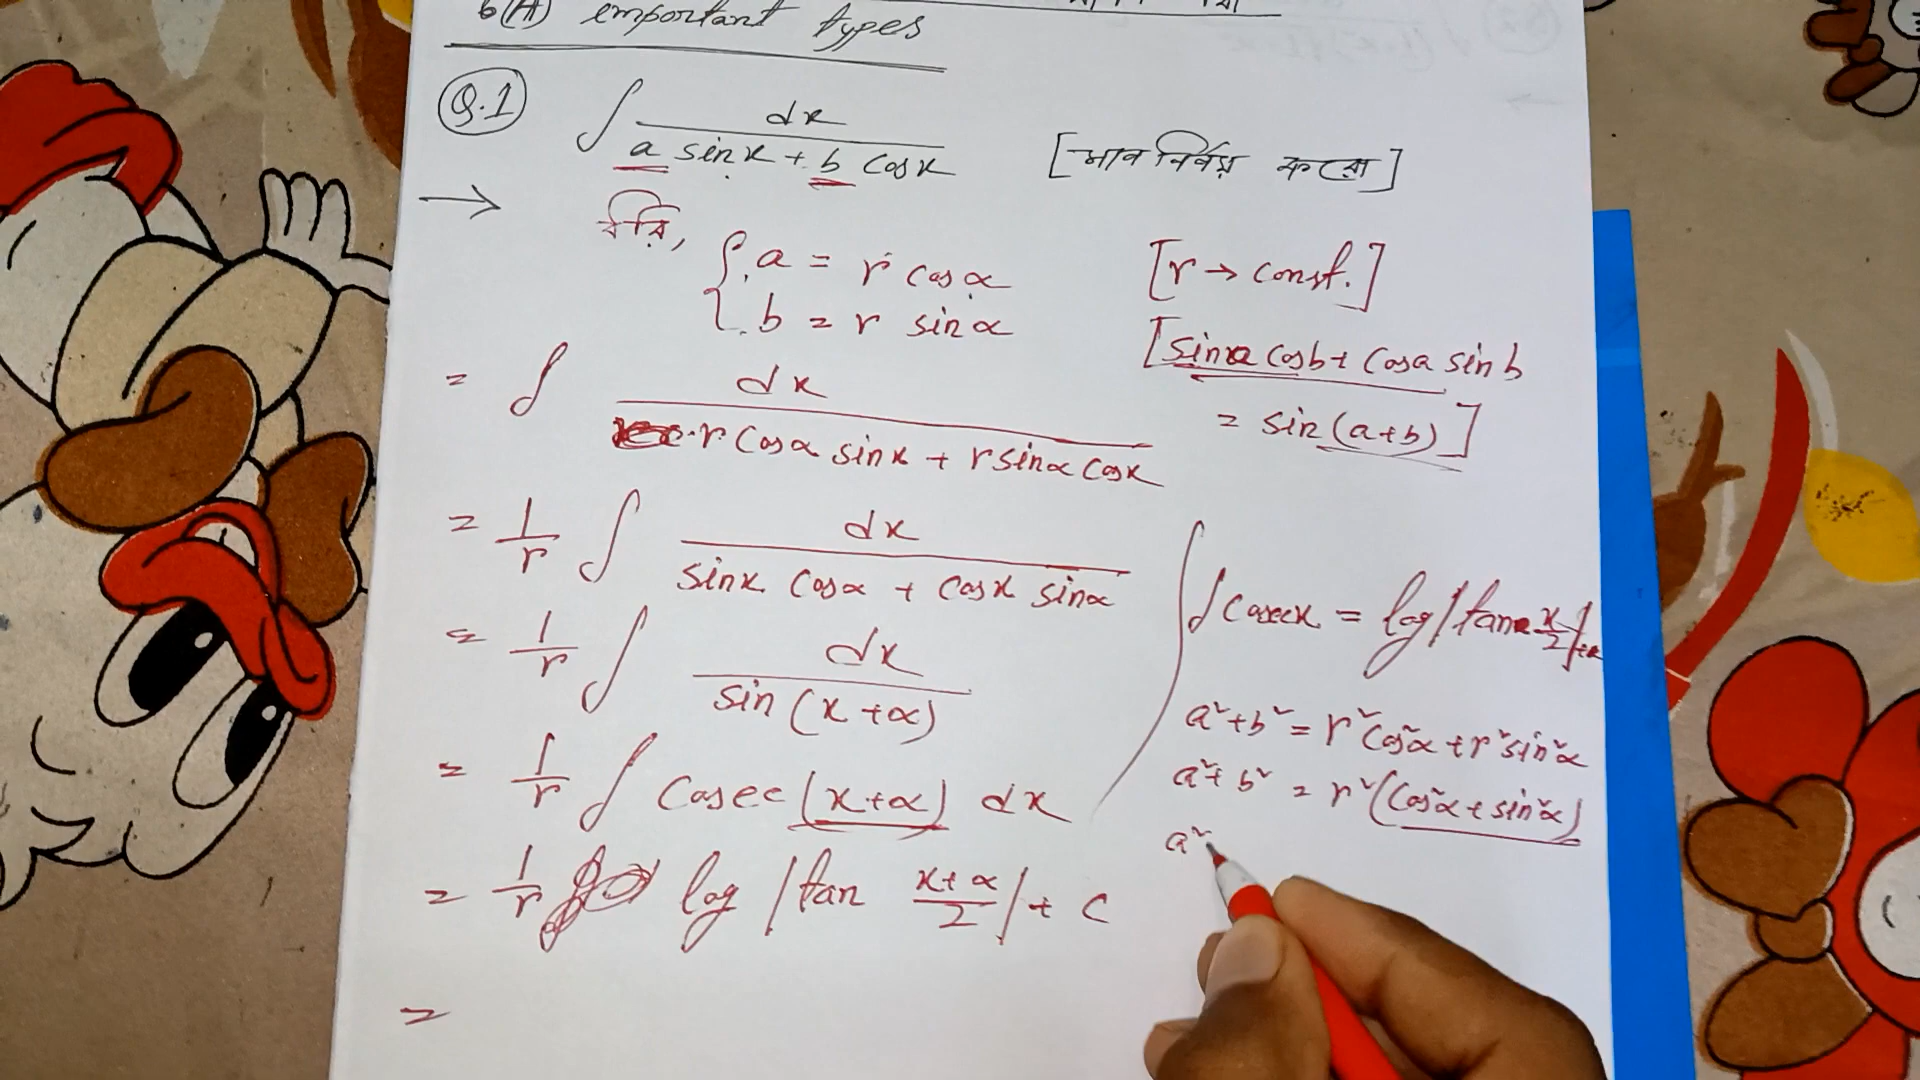 6(A) important types
Q.1 ∫ dx / (a sinx + b cosx) [মান নির্ণয় করো]
→ ধরি,
{ a = r cosα [r → const.]
b = r sinα
[sina cosb + cosa sinb
= sin(a+b)]
= ∫ dx / (r cosα sinx + r sinα cosx)
= 1/r ∫ dx / (sinx cosα + cosx sinα)
= 1/r ∫ dx / sin(x+α)
= 1/r ∫ cosec(x+α) dx
= 1/r log |tan (x+α)/2| + c
=
∫cosecx = log|tan x/2|+c
a²+b² = r²cos²α + r²sin²α
a²+b² = r²(cos²α + sin²α)
a²